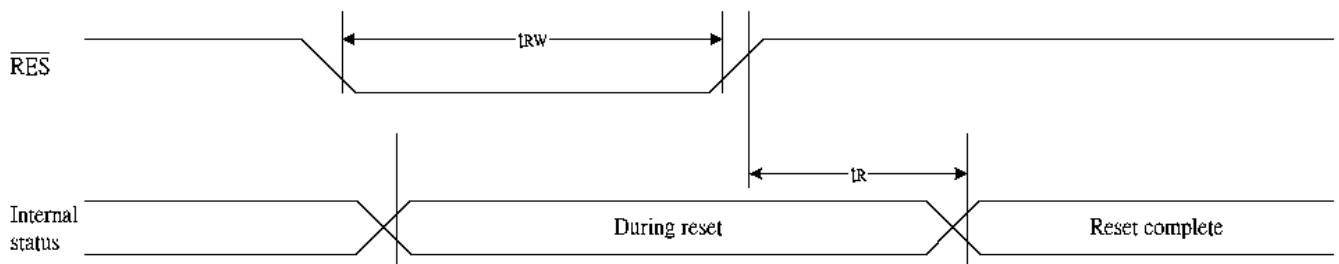 tRW
RES
tR
Internal
status
During reset
Reset complete